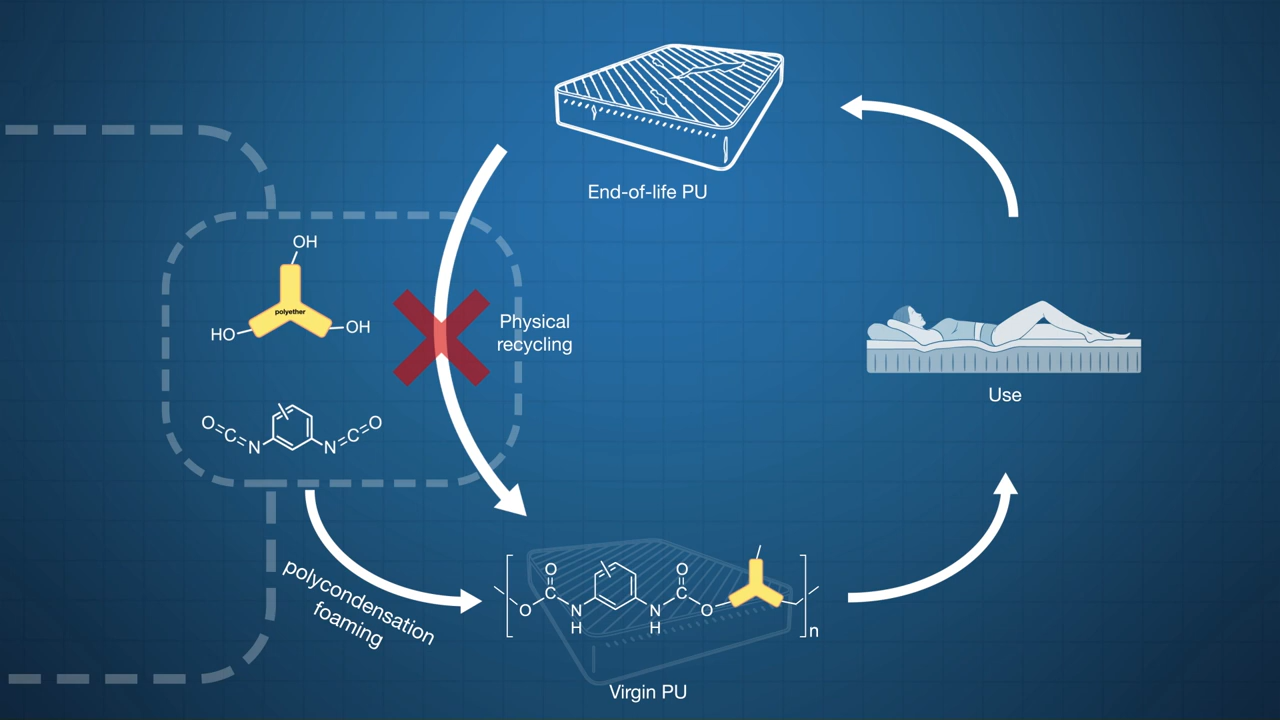 End-of-life PU
OH
polyether
HO
OH
Physical
recycling
O
C
N
N
C
O
Use
polycondensation
foaming
O
O
O
C
N
H
N
H
C
O
n
Virgin PU